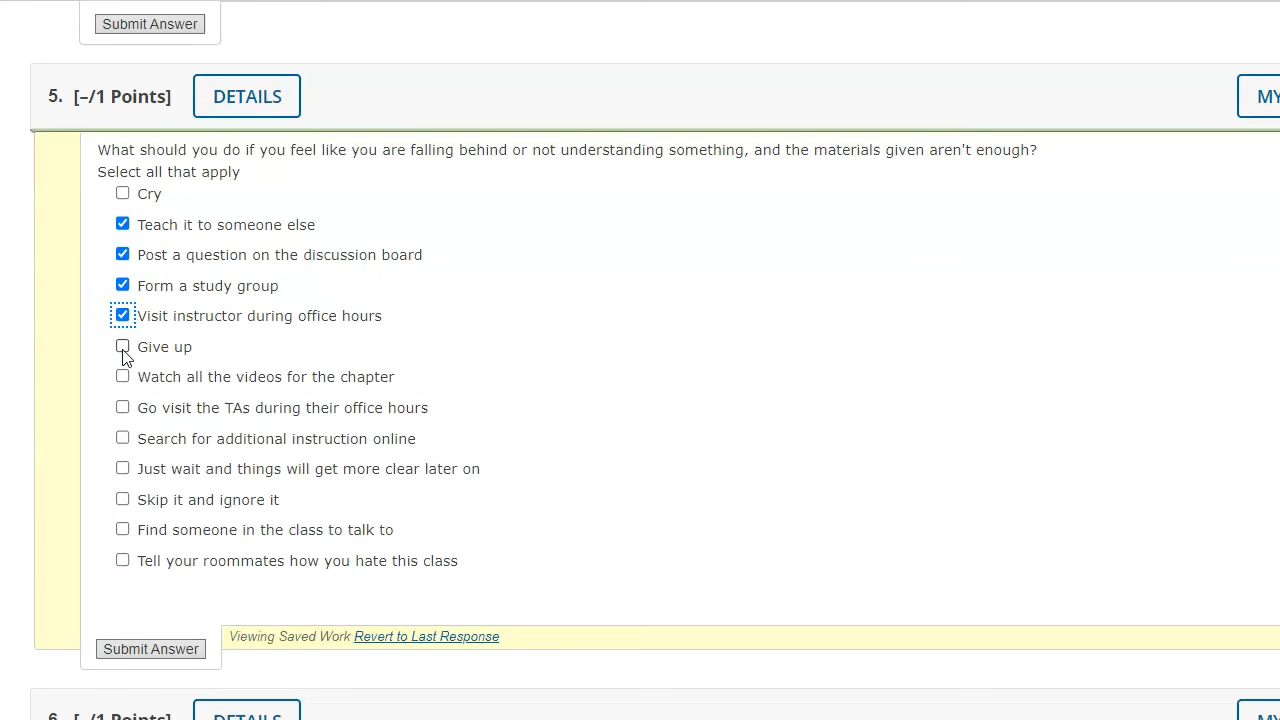 Submit Answer
5. [–/1 Points] DETAILS MY
What should you do if you feel like you are falling behind or not understanding something, and the materials given aren't enough?
Select all that apply
Cry
Teach it to someone else
Post a question on the discussion board
Form a study group
Visit instructor during office hours
Give up
Watch all the videos for the chapter
Go visit the TAs during their office hours
Search for additional instruction online
Just wait and things will get more clear later on
Skip it and ignore it
Find someone in the class to talk to
Tell your roommates how you hate this class
Viewing Saved Work Revert to Last Response
Submit Answer
6. [–/1 Points] DETAILS MY